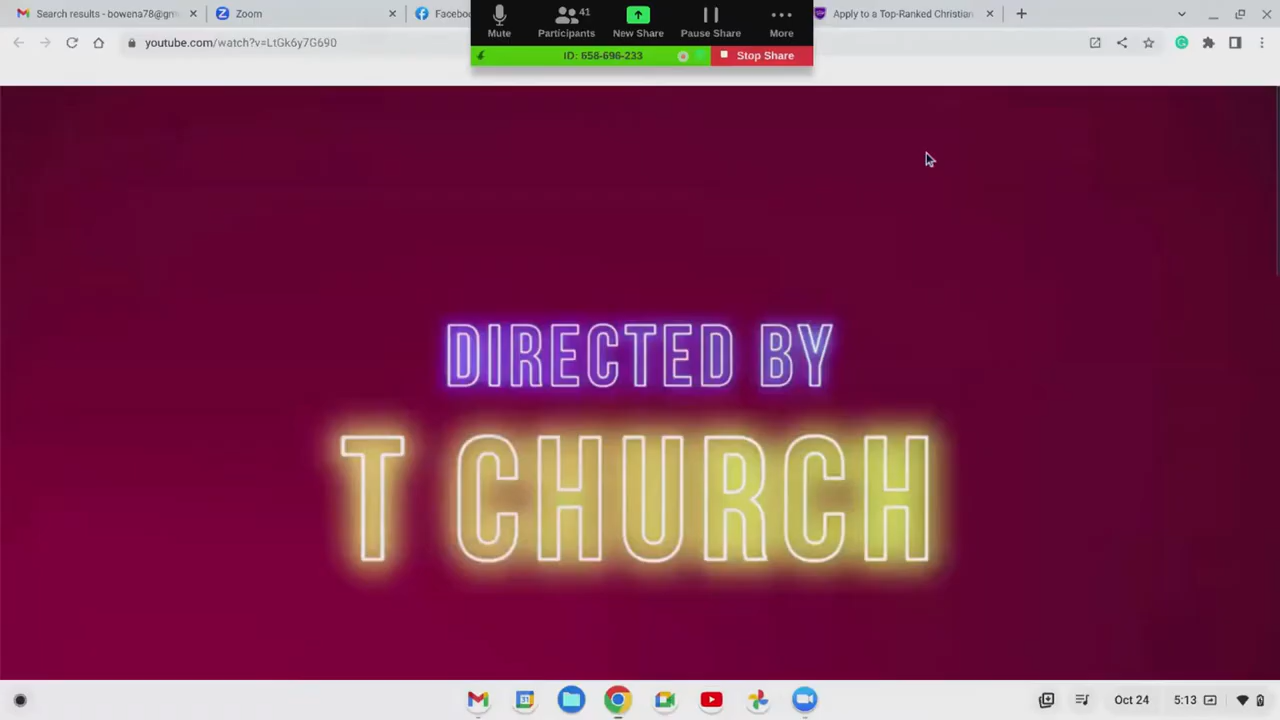 Search results - bowena78@gm
Zoom
Faceboo
Apply to a Top-Ranked Christian
41
Mute
Participants
New Share
Pause Share
More
youtube.com/watch?v=LtGk6y7G690
ID: 658-696-233
Stop Share
DIRECTED BY
T CHURCH
31
Oct 24
5:13